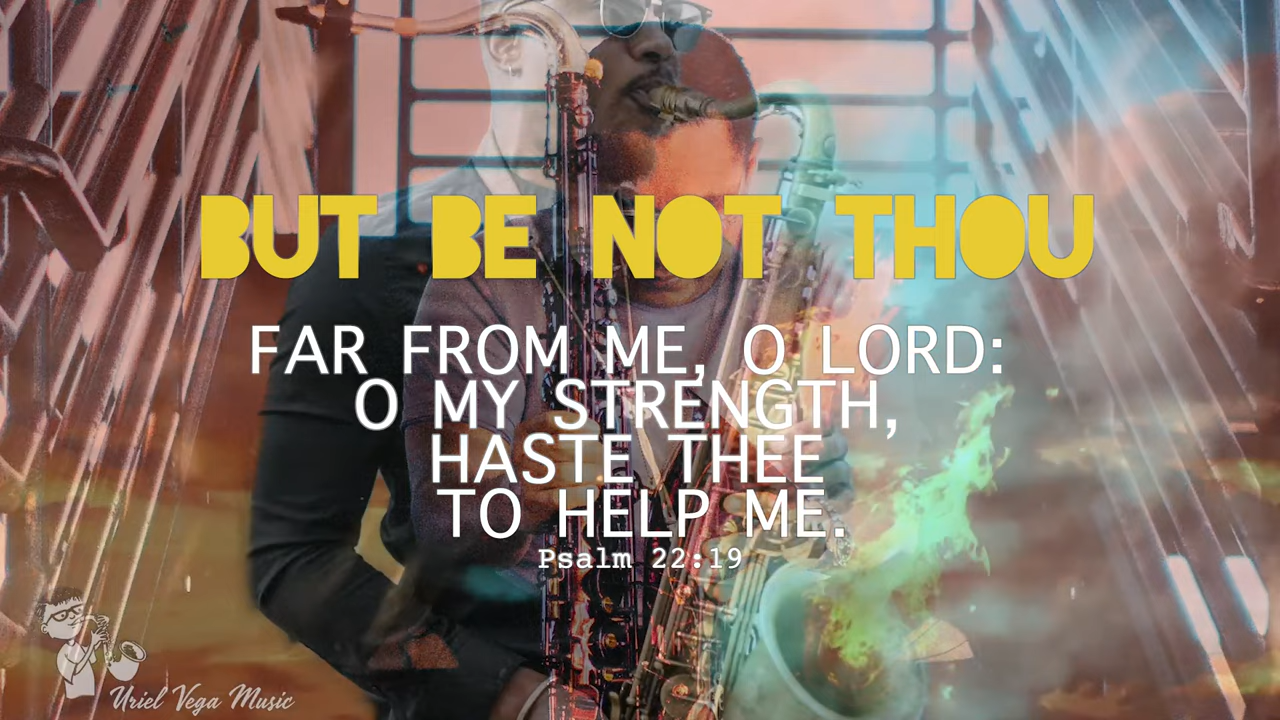 BUT BE NOT THOU
FAR FROM ME, O LORD:
O MY STRENGTH,
HASTE THEE
TO HELP ME.
Psalm 22:19
Uriel Vega Music